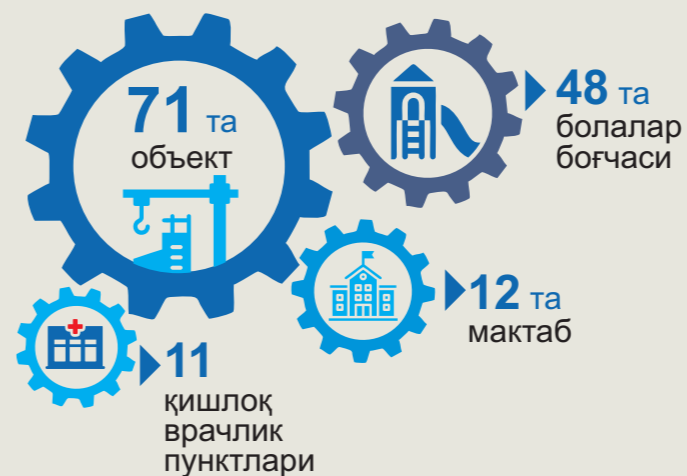 71 та
объект
48 та
болалар
боғчаси
12 та
мактаб
11
қишлоқ
врачлик
пунктлари